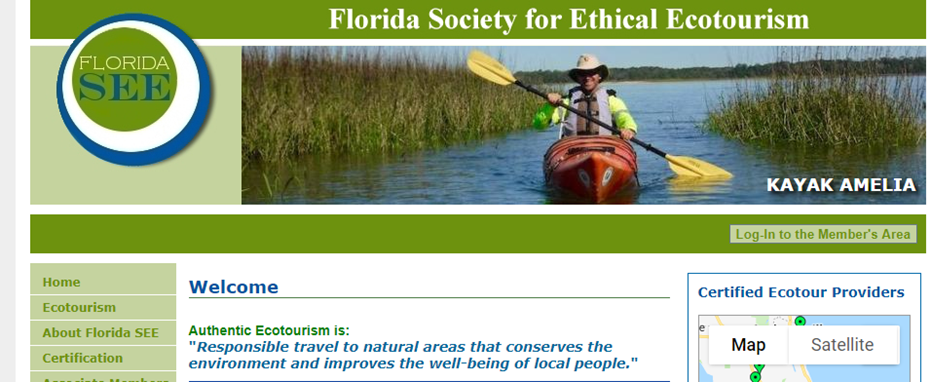 Florida Society for Ethical Ecotourism
FLORIDA
SEE
KAYAK AMELIA
Log-In to the Member's Area
Home
Ecotourism
About Florida SEE
Certification
Associate Members
Welcome
Authentic Ecotourism is:
"Responsible travel to natural areas that conserves the
environment and improves the well-being of local people."
Certified Ecotour Providers
Map
Satellite